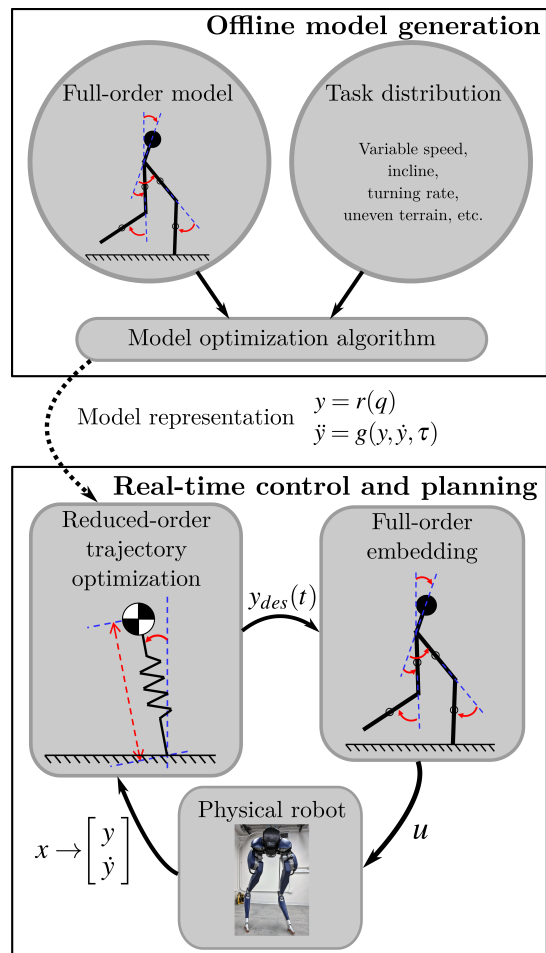 Offline model generation
Full-order model
Task distribution
Variable speed,
incline,
turning rate,
uneven terrain, etc.
Model optimization algorithm
Model representation
y = r(q)
ÿ = g(y, ẏ, τ)
Real-time control and planning
Reduced-order
trajectory
optimization
y_des(t)
Full-order
embedding
Physical robot
x → [y ẏ]
u